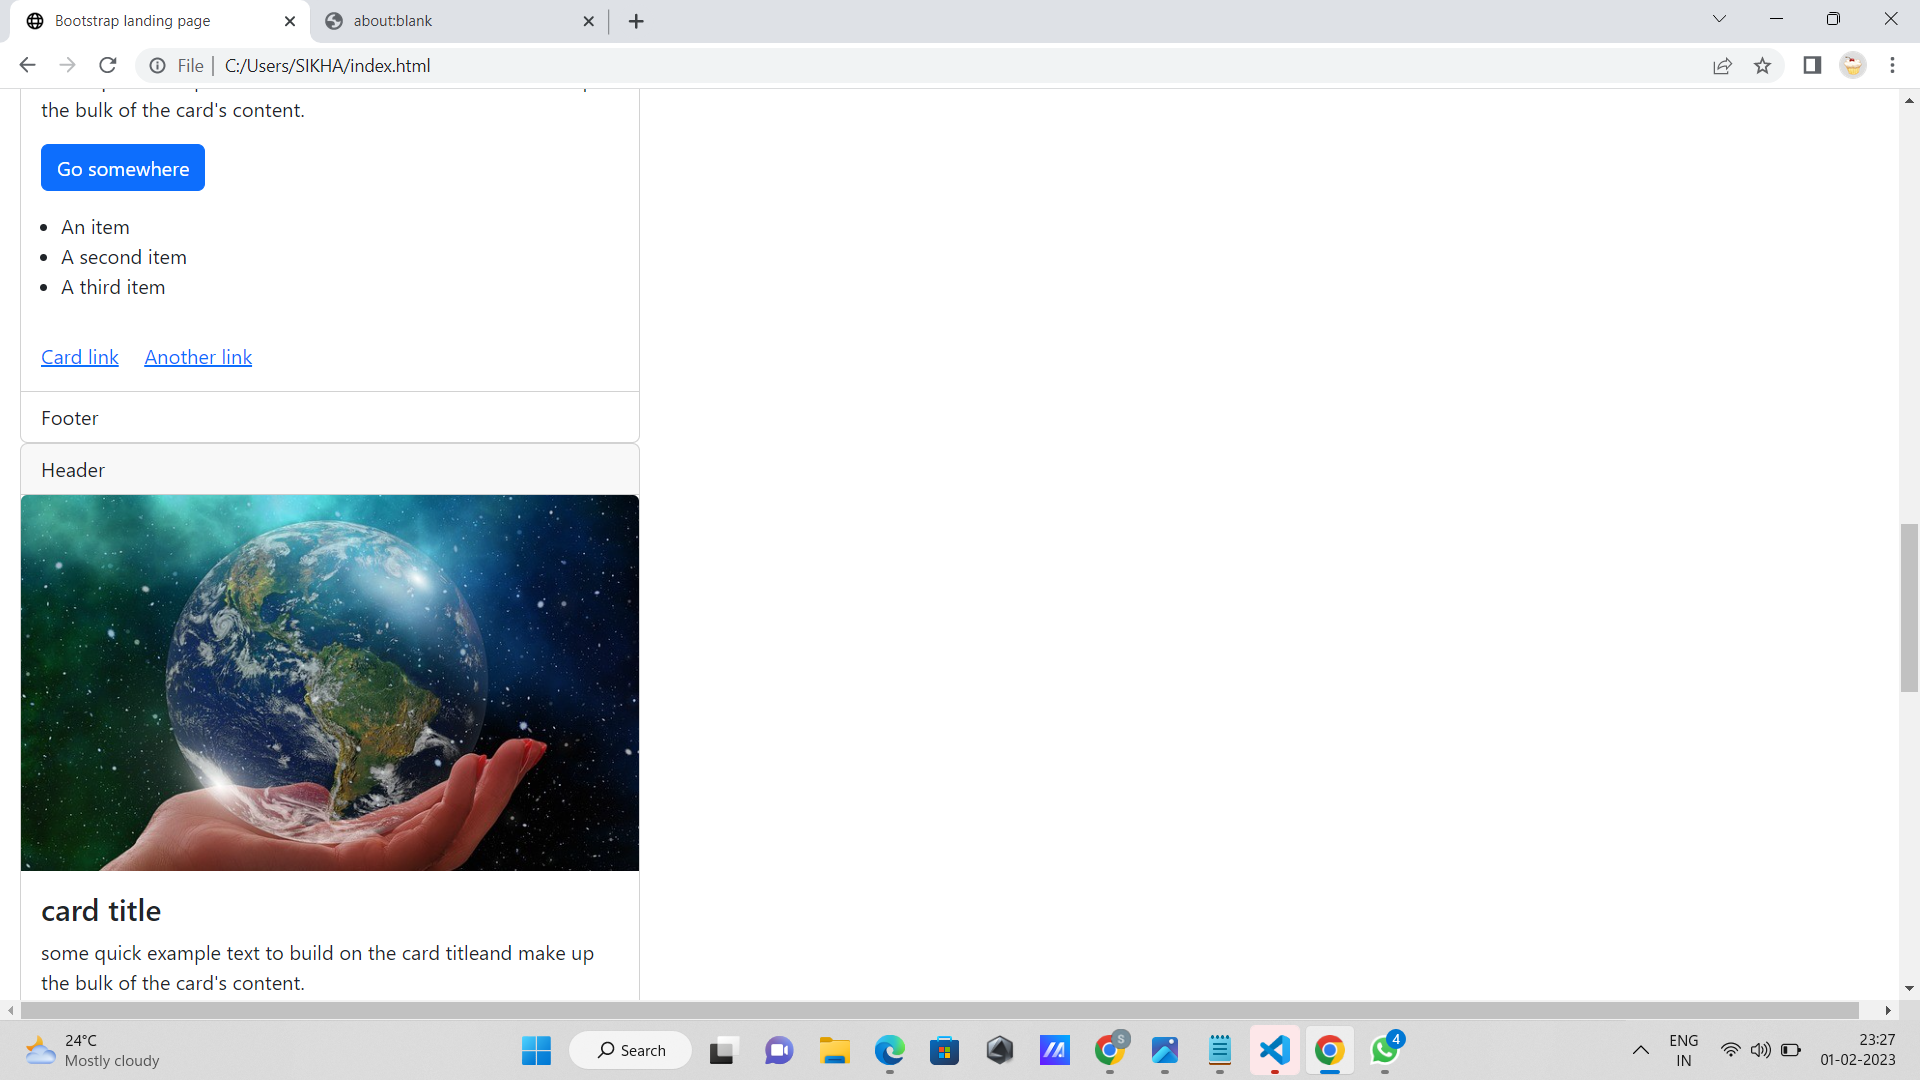 Bootstrap landing page
about:blank
File
C:/Users/SIKHA/index.html
the bulk of the card's content.
Go somewhere
An item
A second item
A third item
Card link
Another link
Footer
Header
card title
some quick example text to build on the card titleand make up
the bulk of the card's content.
24°C
Mostly cloudy
Search
S
4
ENG
IN
23:27
01-02-2023